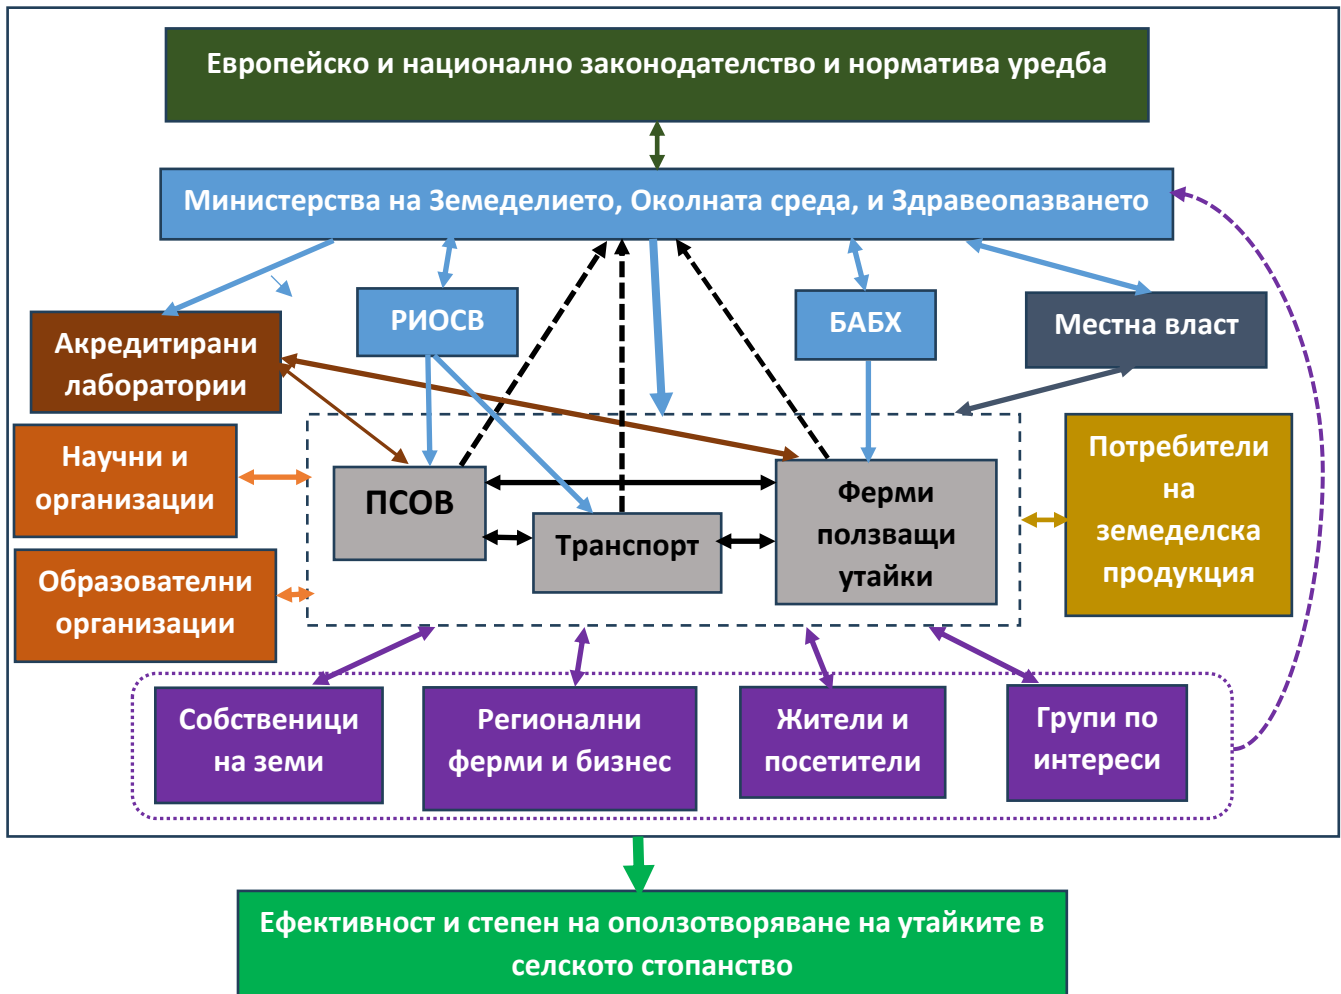 Европейско и национално законодателство и норматива уредба
Министерства на Земеделието, Околната среда, и Здравеопазването
РИОСВ
БАБХ
Местна власт
Акредитирани
лаборатории
Научни и
организации
Образователни
организации
ПСОВ
Транспорт
Ферми
ползващи
утайки
Потребители
на
земеделска
продукция
Собственици
на земи
Регионални
ферми и бизнес
Жители и
посетители
Групи по
интереси
Ефективност и степен на оползотворяване на утайките в
селското стопанство